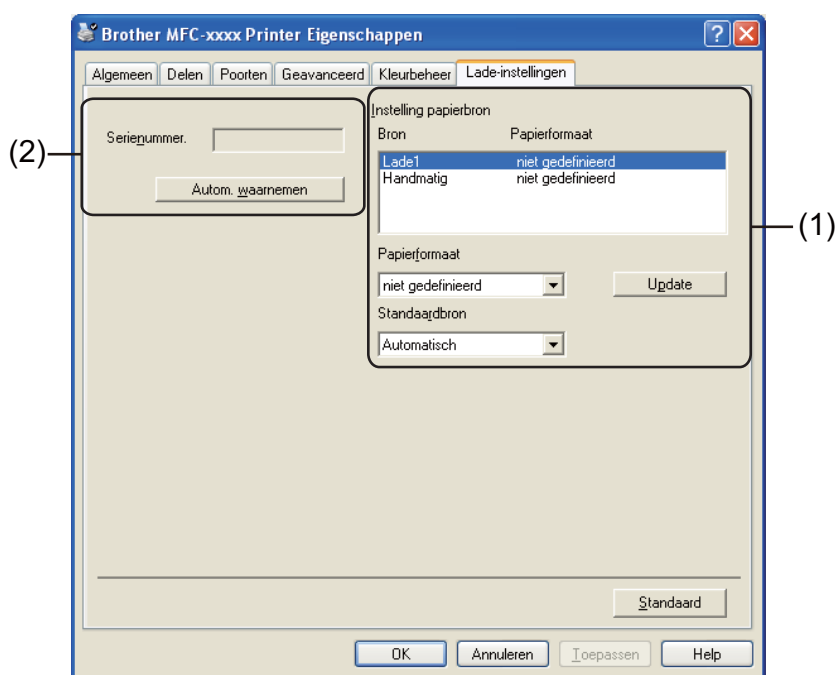 Brother MFC-xxxx Printer Eigenschappen
Algemeen Delen Poorten Geavanceerd Kleurbeheer Lade-instellingen
(2)
Serienummer.
Autom. waarnemen
Instelling papierbron
Bron Papierformaat
Lade1 niet gedefinieerd
Handmatig niet gedefinieerd
(1)
Papierformaat
niet gedefinieerd Update
Standaardbron
Automatisch
Standaard
OK Annuleren Toepassen Help